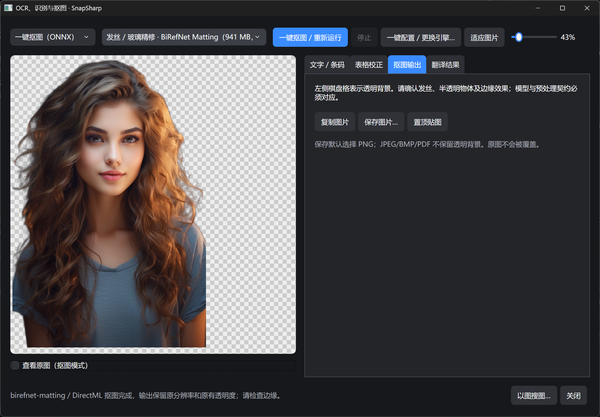 OCR、识别与抠图 · SnapSharp
一键抠图（ONNX）
发丝 / 玻璃精修 · BiRefNet Matting（941 MB,
一键抠图 / 重新运行
停止
一键配置 / 更换引擎...
适应图片
43%
文字 / 条码
表格校正
抠图输出
翻译结果
左侧棋盘格表示透明背景。请确认发丝、半透明物体及边缘效果；模型与预处理契约必
须对应。
复制图片
保存图片...
置顶贴图
保存默认选择 PNG；JPEG/BMP/PDF 不保留透明背景。原图不会被覆盖。
查看原图（抠图模式）
birefnet-matting / DirectML 抠图完成，输出保留原分辨率和原有透明度；请检查边缘。
以图搜图...
关闭